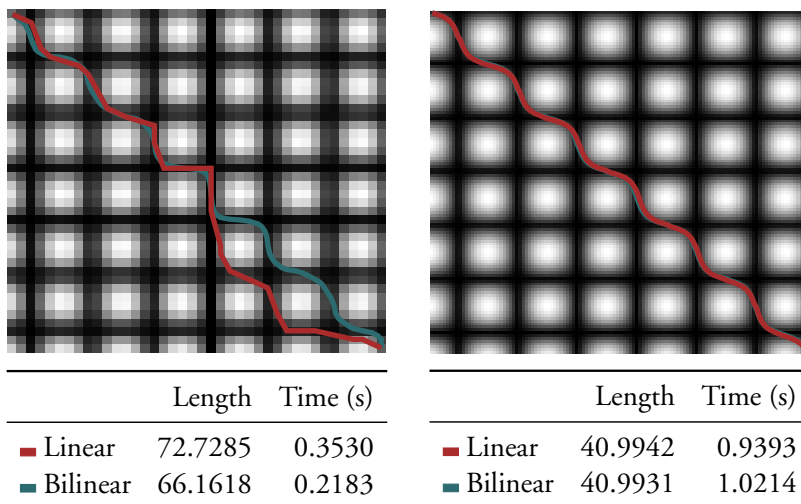 Length Time (s)
Linear 72.7285 0.3530
Bilinear 66.1618 0.2183
Length Time (s)
Linear 40.9942 0.9393
Bilinear 40.9931 1.0214